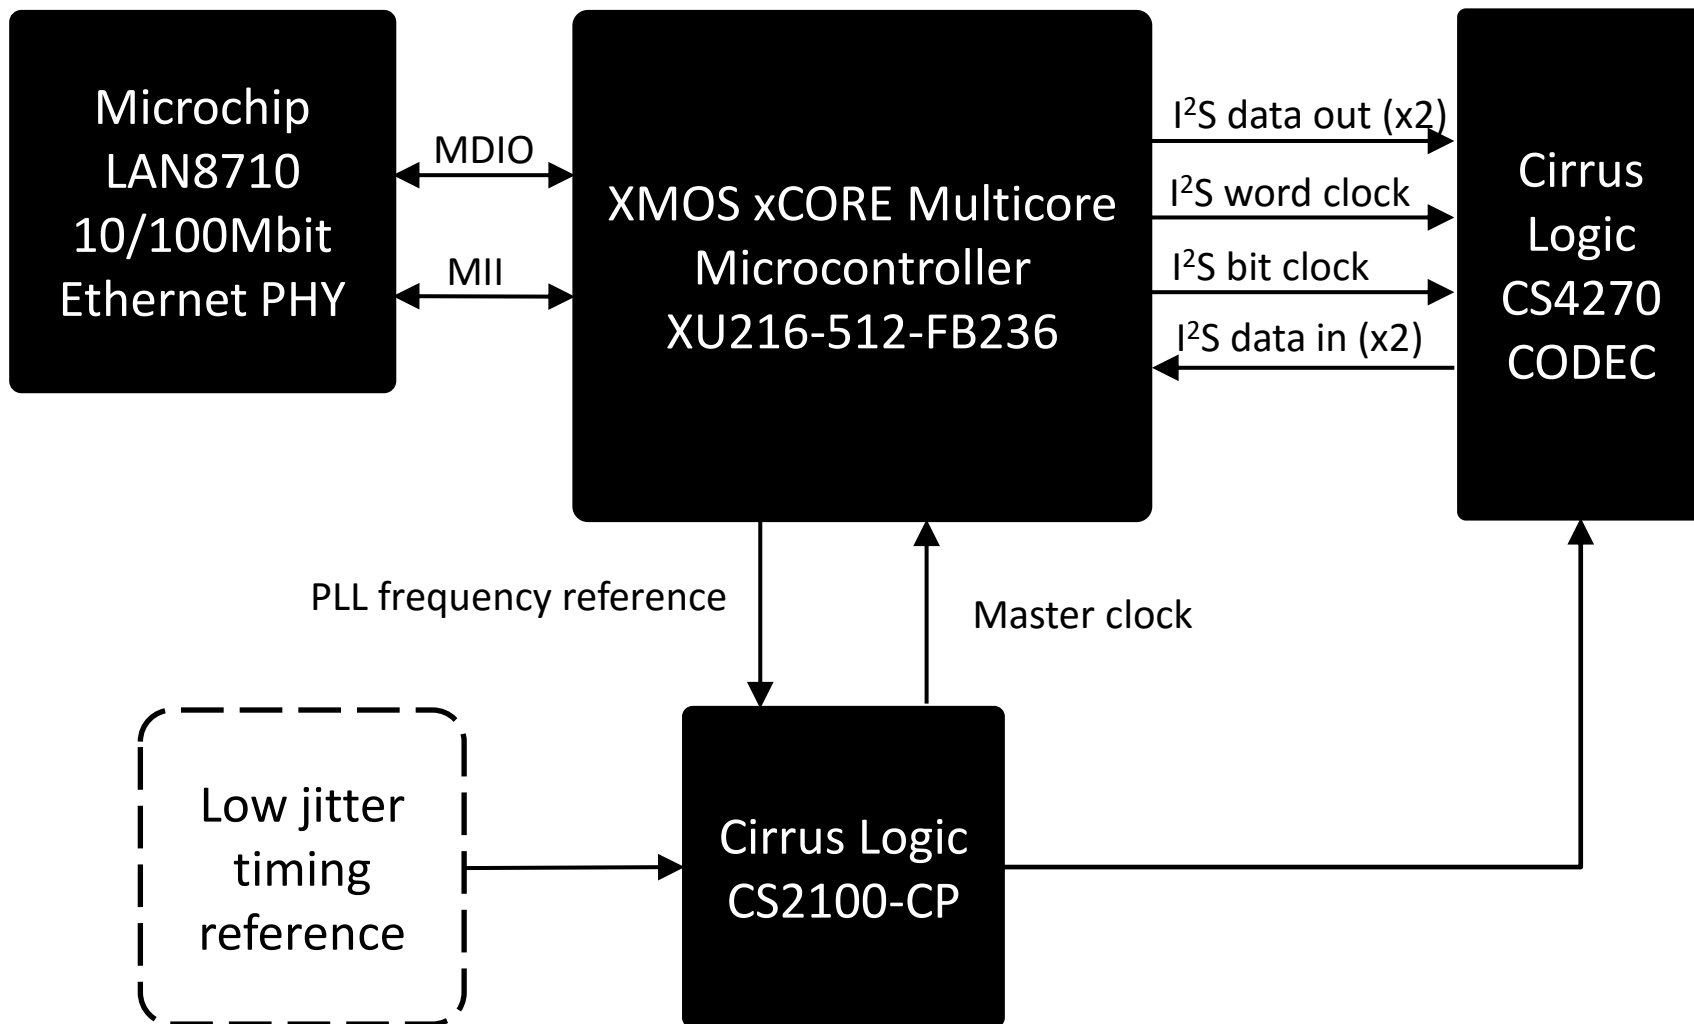 Microchip
LAN8710
10/100Mbit
Ethernet PHY
MDIO
MII
XMOS xCORE Multicore
Microcontroller
XU216-512-FB236
I²S data out (x2)
I²S word clock
I²S bit clock
I²S data in (x2)
Cirrus
Logic
CS4270
CODEC
PLL frequency reference
Master clock
Low jitter
timing
reference
Cirrus Logic
CS2100-CP